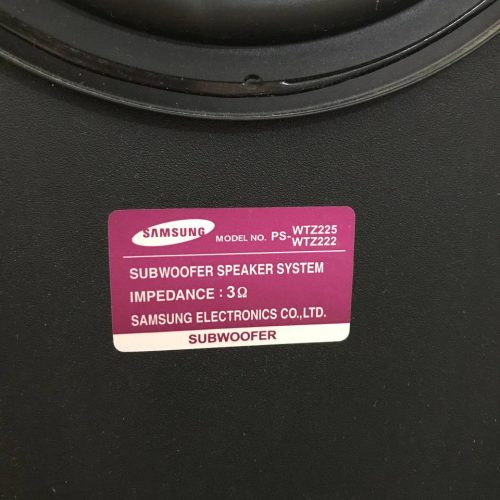 SAMSUNG MODEL NO. PS-WTZ225
WTZ222
SUBWOOFER SPEAKER SYSTEM
IMPEDANCE : 3Ω
SAMSUNG ELECTRONICS CO.,LTD.
SUBWOOFER